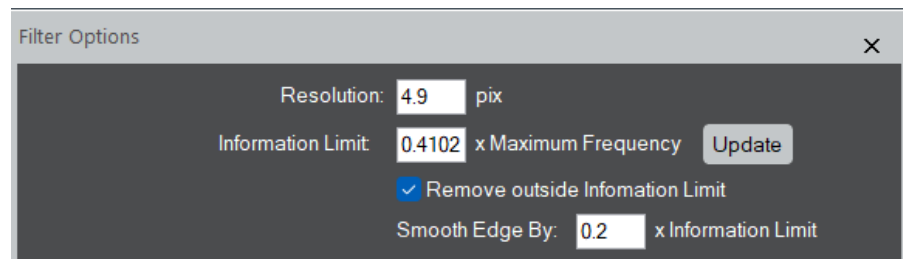 Filter Options
Resolution: 4.9 pix
Information Limit: 0.4102 x Maximum Frequency Update
Remove outside Infomation Limit
Smooth Edge By: 0.2 x Information Limit